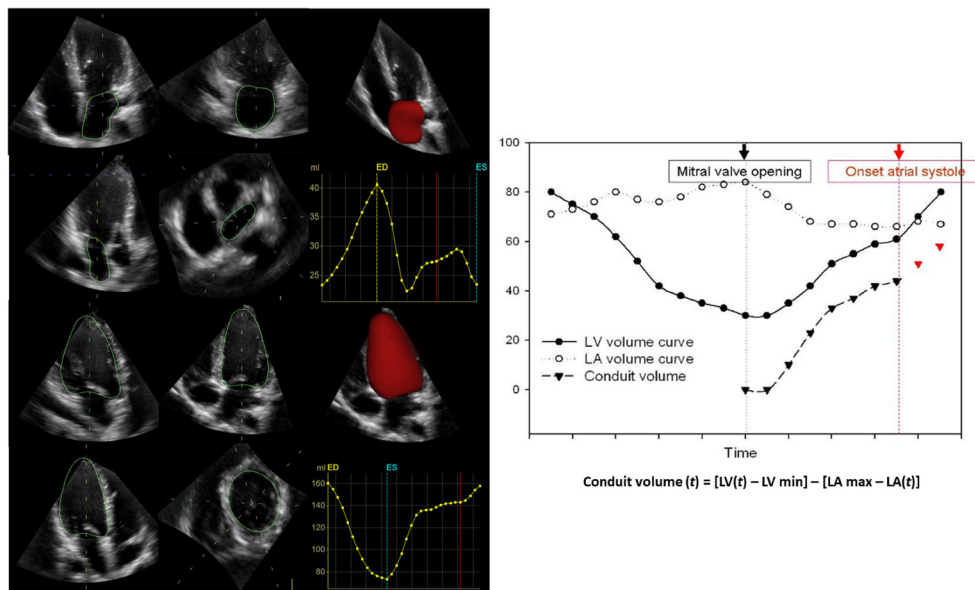 ml
ED
ES
40
35
30
25
ml
ED
ES
160
140
120
100
80
100
80
60
40
20
0
Mitral valve opening
Onset atrial systole
LV volume curve
LA volume curve
Conduit volume
Time
Conduit volume (t) = [LV(t) – LV min] – [LA max – LA(t)]